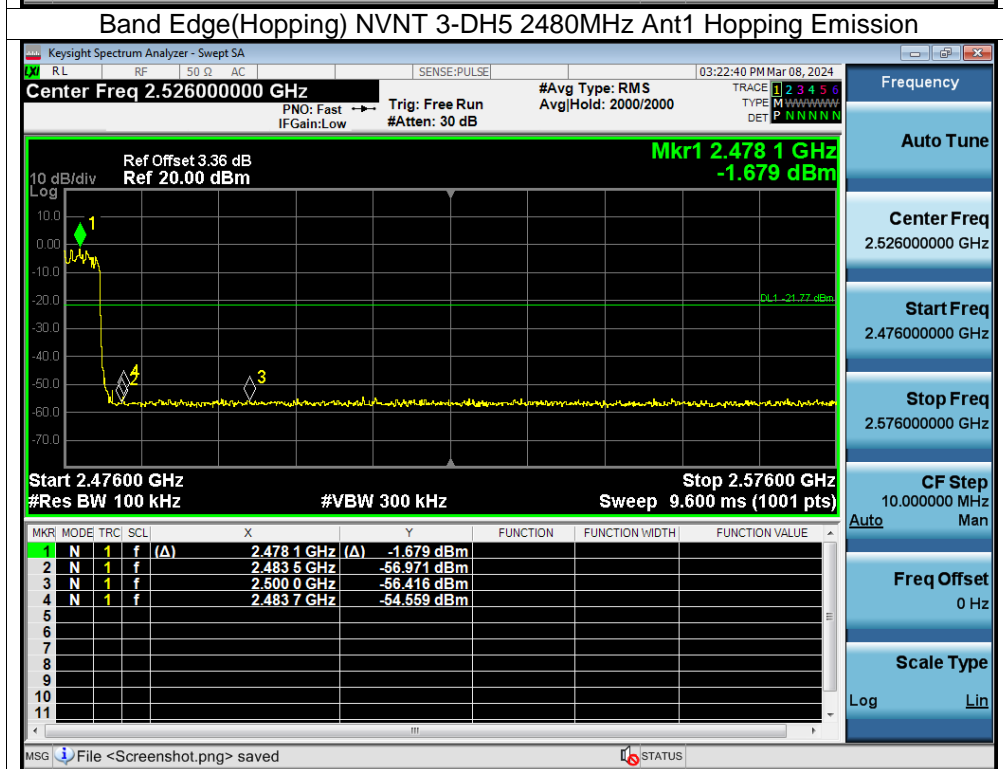 Band Edge(Hopping) NVNT 3-DH5 2480MHz Ant1 Hopping Emission
Keysight Spectrum Analyzer - Swept SA
LXI RL RF 50 Ω AC SENSE:PULSE 03:22:40 PM Mar 08, 2024
Center Freq 2.526000000 GHz #Avg Type: RMS TRACE 1 2 3 4 5 6
PNO: Fast Trig: Free Run Avg|Hold: 2000/2000 TYPE M WWWWW
IFGain:Low #Atten: 30 dB DET P N N N N N
Mkr1 2.478 1 GHz
-1.679 dBm
Ref Offset 3.36 dB
10 dB/div Ref 20.00 dBm
Log
10.0
0.00
-10.0
-20.0
-30.0
-40.0
-50.0
-60.0
-70.0
1
DL1 -21.77 dBm
4
2
3
Start 2.47600 GHz Stop 2.57600 GHz
#Res BW 100 kHz #VBW 300 kHz Sweep 9.600 ms (1001 pts)
MKR MODE TRC SCL X Y FUNCTION FUNCTION WIDTH FUNCTION VALUE
1 N 1 f (Δ) 2.478 1 GHz (Δ) -1.679 dBm
2 N 1 f 2.483 5 GHz -56.971 dBm
3 N 1 f 2.500 0 GHz -56.416 dBm
4 N 1 f 2.483 7 GHz -54.559 dBm
5
6
7
8
9
10
11
MSG File <Screenshot.png> saved STATUS
Frequency
Auto Tune
Center Freq
2.526000000 GHz
Start Freq
2.476000000 GHz
Stop Freq
2.576000000 GHz
CF Step
10.000000 MHz
Auto Man
Freq Offset
0 Hz
Scale Type
Log Lin